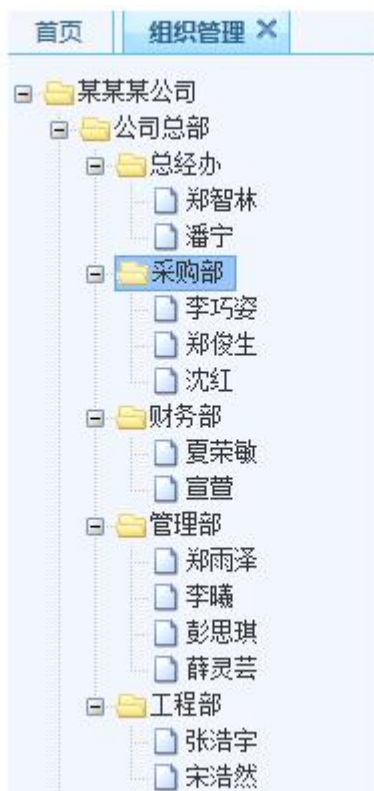 首页 组织管理
某某某公司
公司总部
总经办
郑智林
潘宁
采购部
李巧姿
郑俊生
沈红
财务部
夏荣敏
宣萱
管理部
郑雨泽
李曦
彭思琪
薛灵芸
工程部
张浩宇
宋浩然